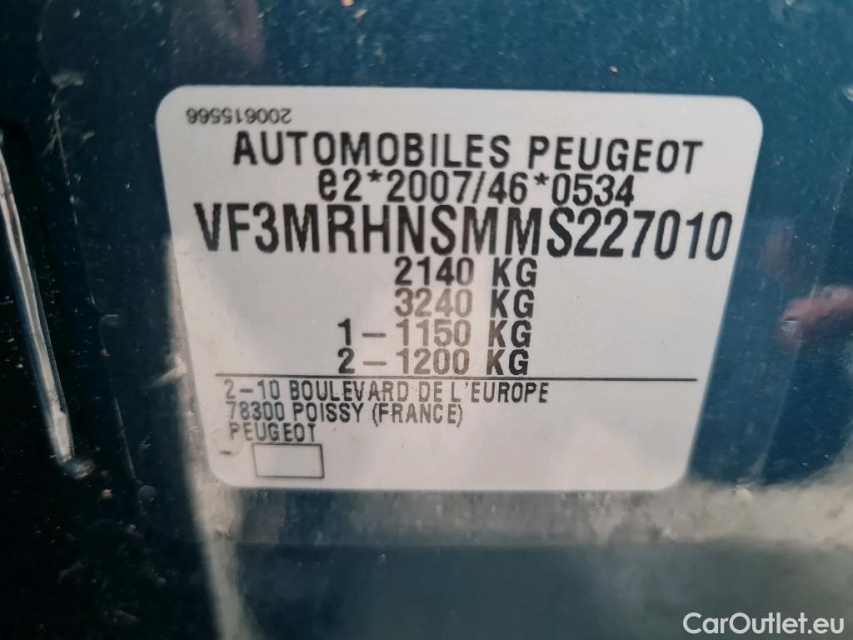 200615566
AUTOMOBILES PEUGEOT
e2*2007/46*0534
VF3MRHNSMMS227010
2140 KG
3240 KG
1-1150 KG
2-1200 KG
2-10 BOULEVARD DE L'EUROPE
78300 POISSY (FRANCE)
PEUGEOT
CarOutlet.eu